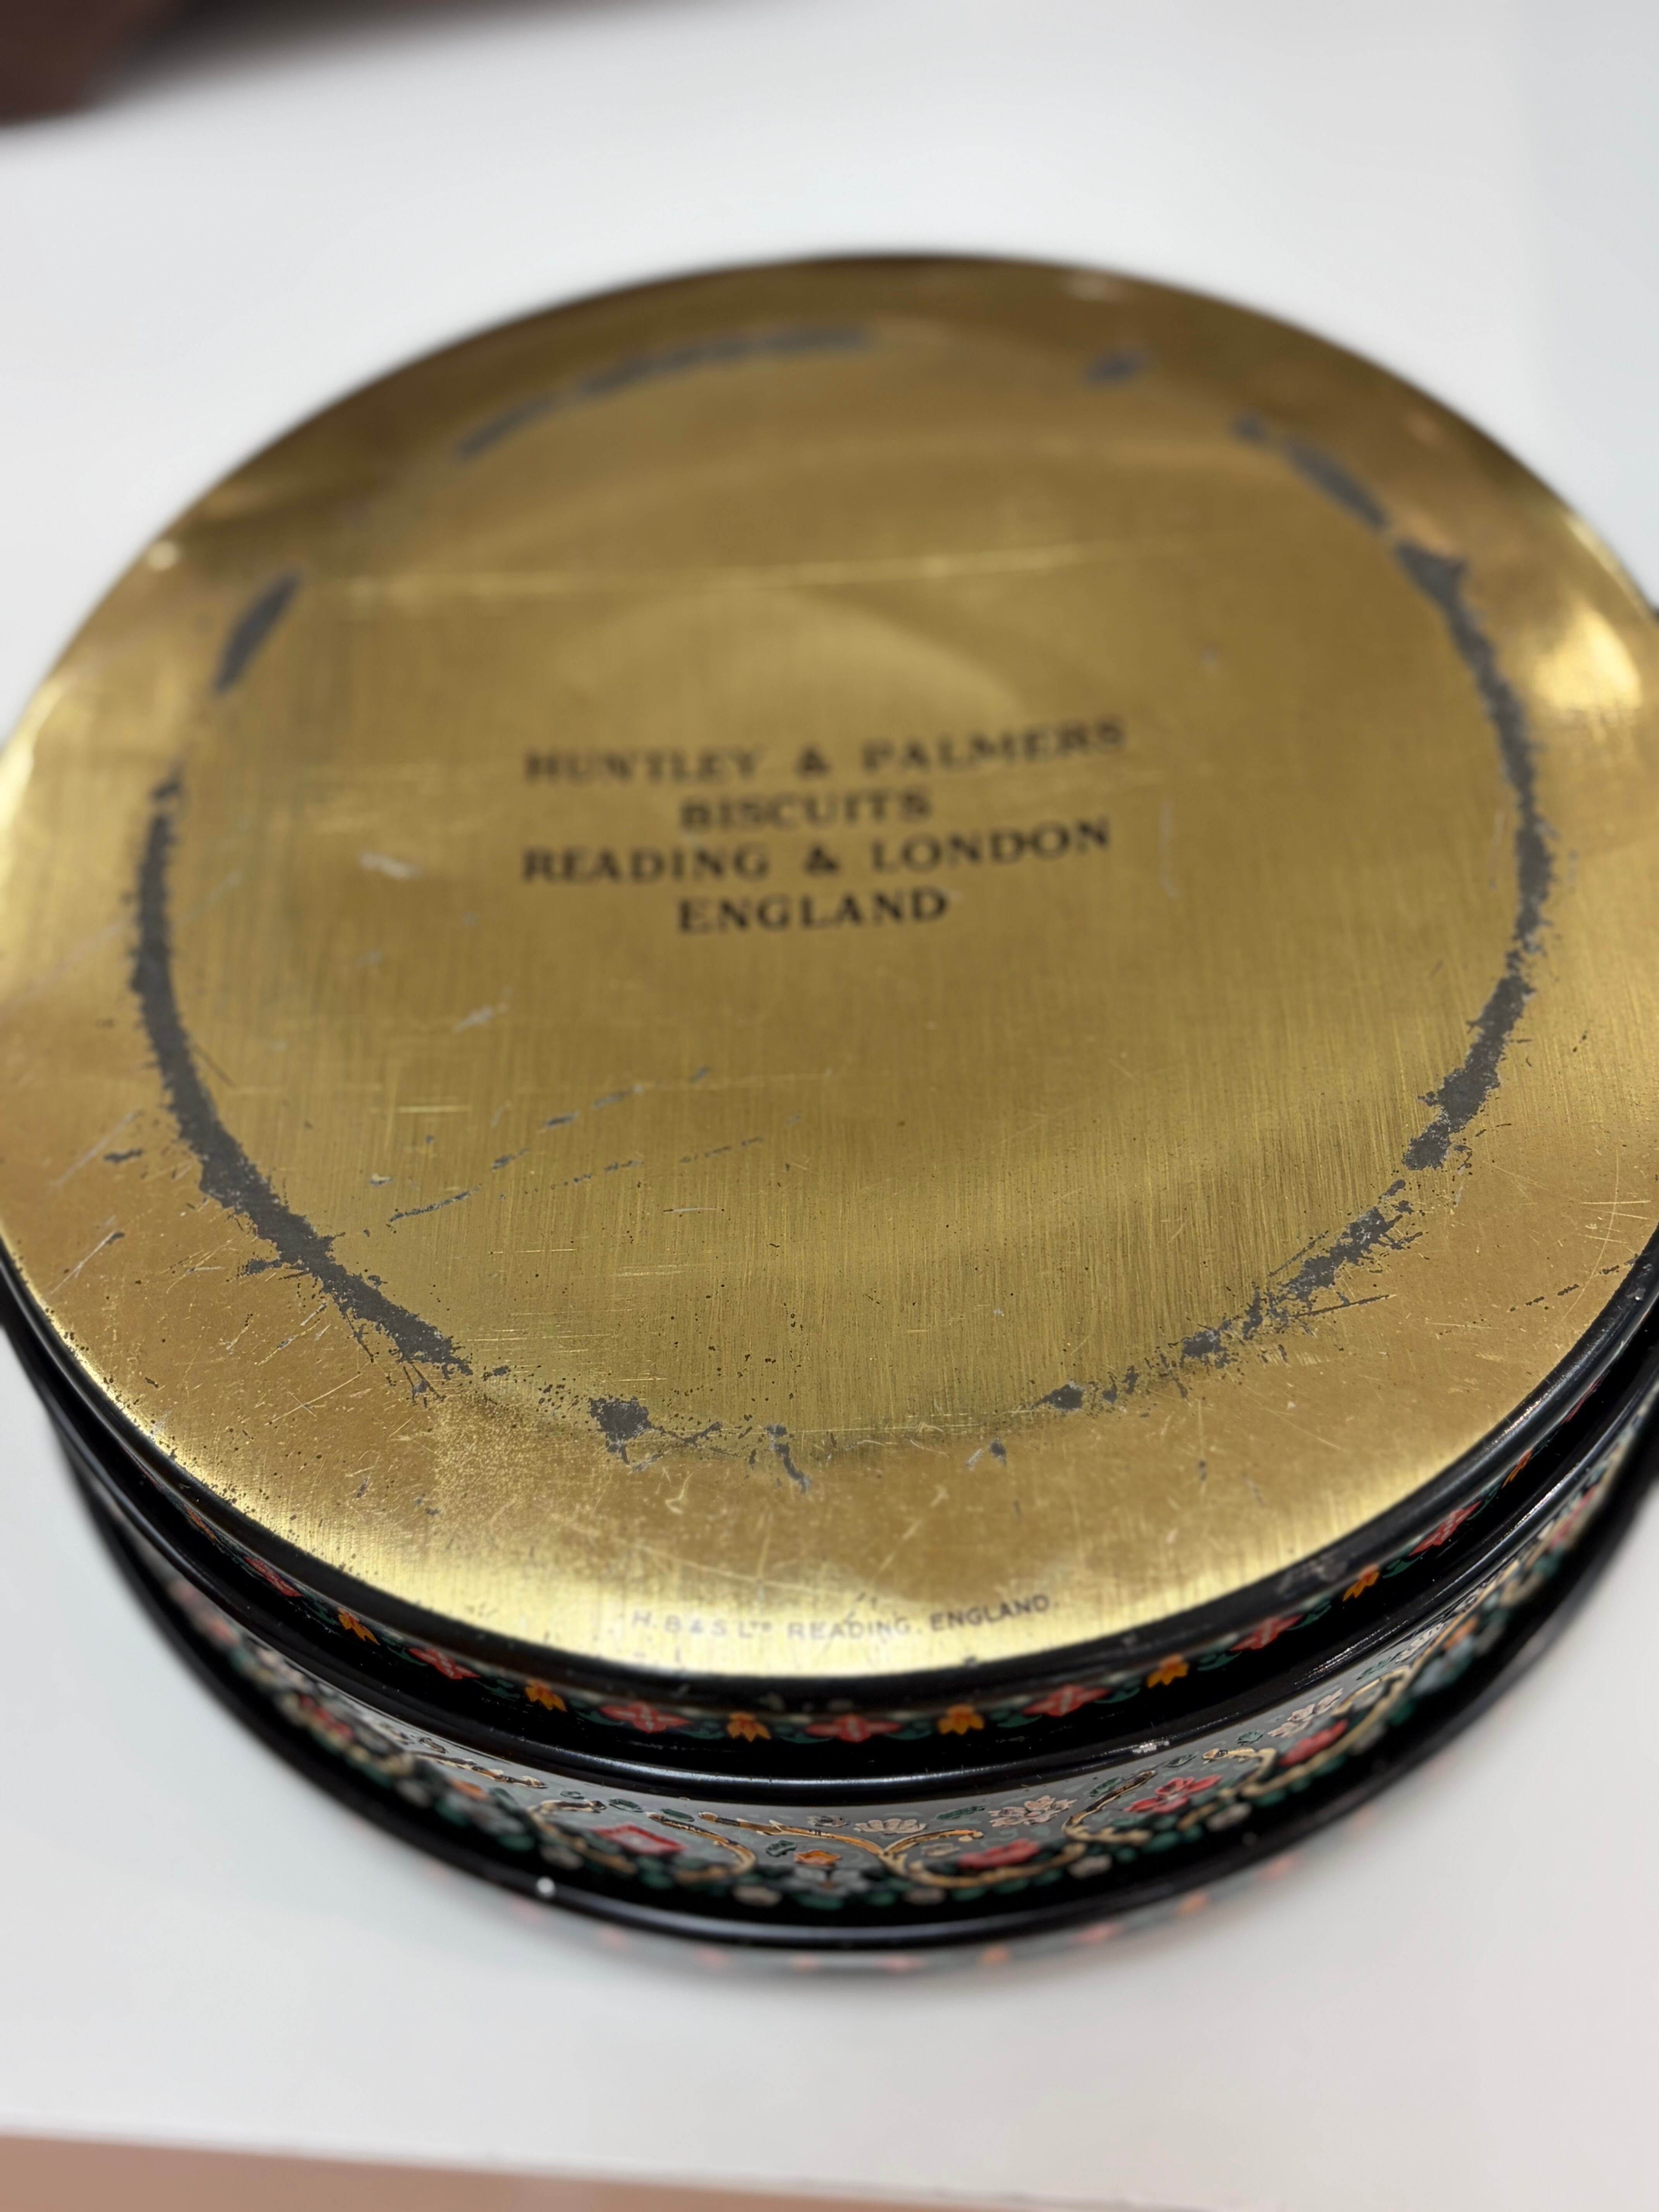 HUNTLEY & PALMERS
BISCUITS
READING & LONDON
ENGLAND
H. B & S LTD READING. ENGLAND.